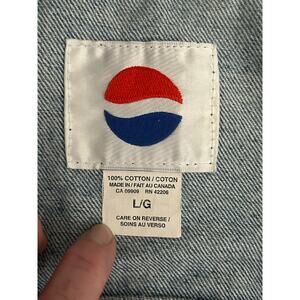 100% COTTON / COTON
MADE IN / FAIT AU CANADA
CA 09909 RN 42206
L/G
CARE ON REVERSE /
SOINS AU VERSO